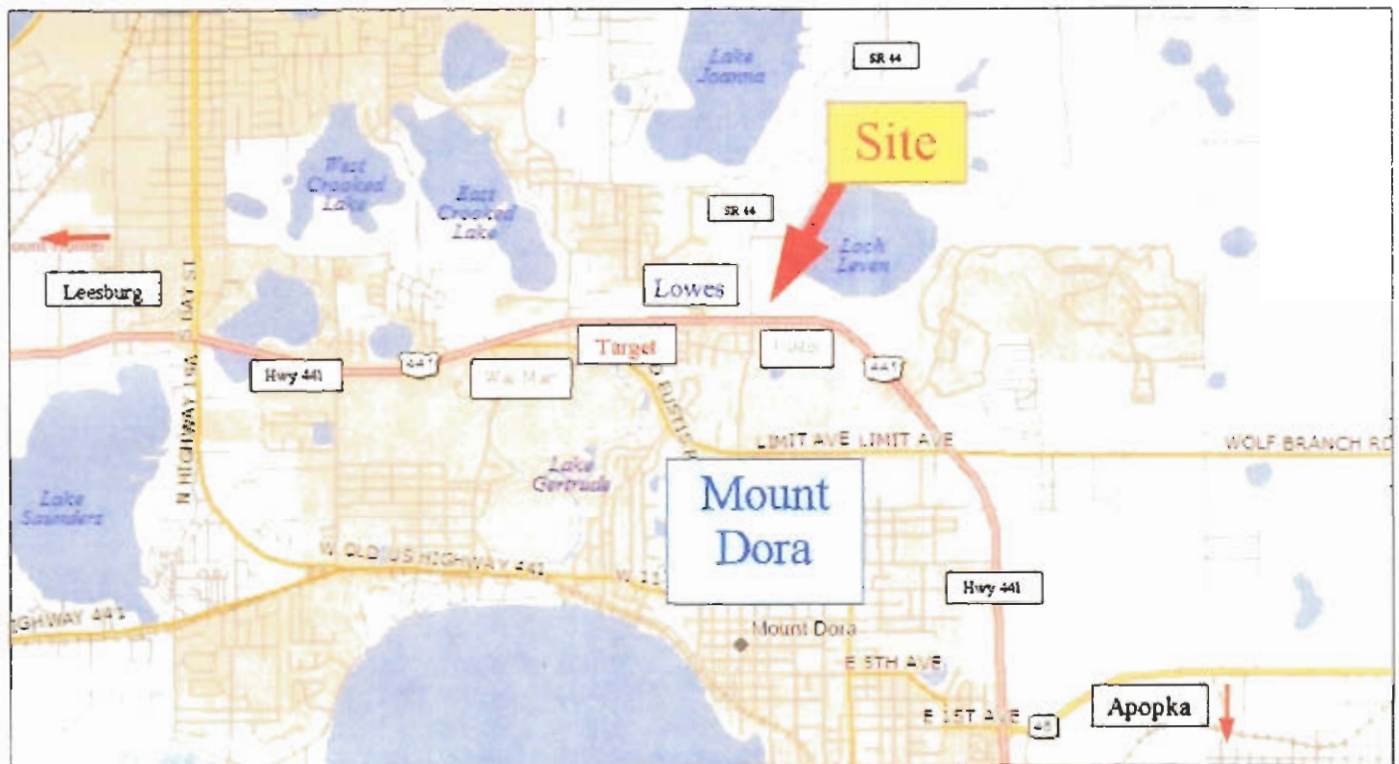 Lake
Joanna
SR 44
Site
West
Crooked
Lake
East
Crooked
Lake
SR 44
Loch
Leven
Leesburg
Lowes
Target
Hwy 441
441
Wal Mart
441
LIMIT AVE LIMIT AVE
WOLF BRANCH RD
Lake
Gertrude
Mount
Dora
Lake
Saunders
W OLD US HIGHWAY 441
Hwy 441
HIGHWAY 441
Mount Dora
E 5TH AVE
E 1ST AVE
46
Apopka